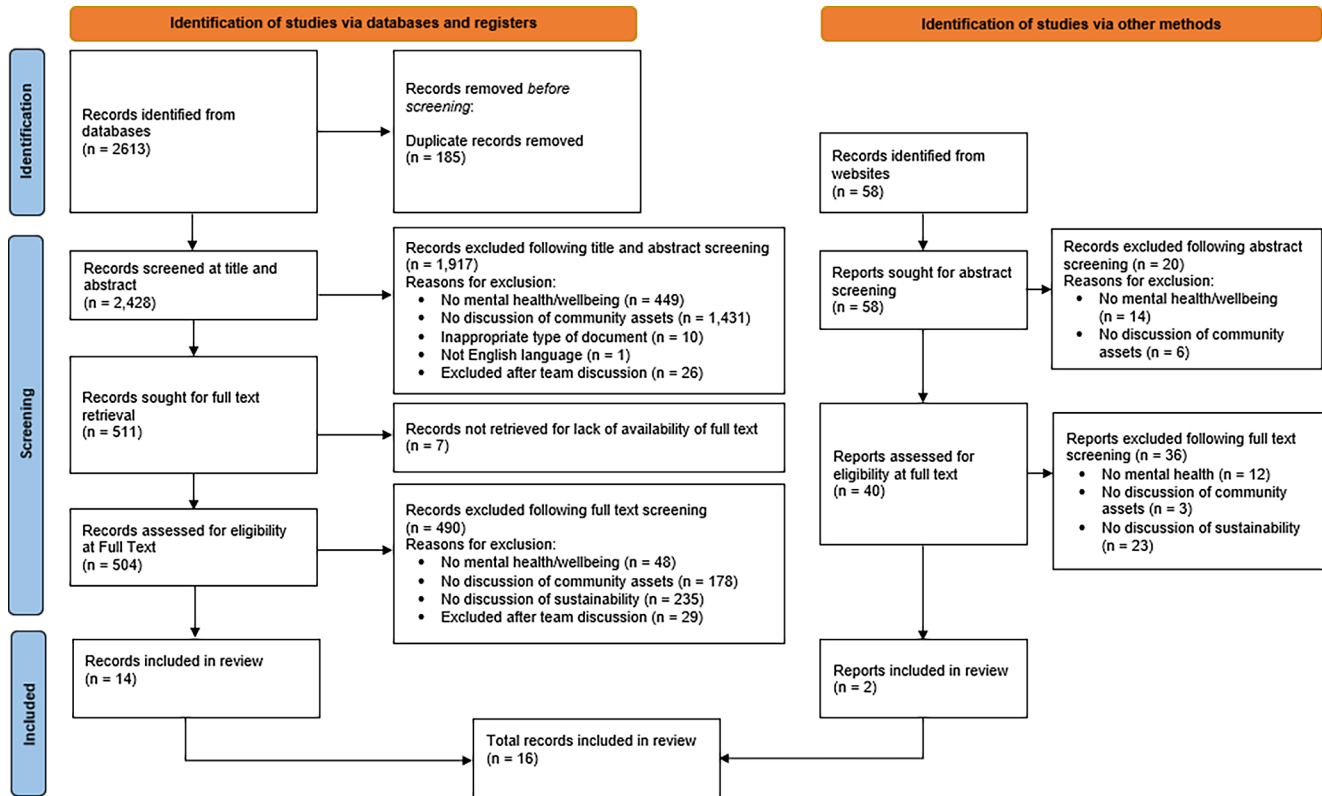 Identification of studies via databases and registers
Identification of studies via other methods
Identification
Records identified from
databases
(n = 2613)
Records removed before
screening:
Duplicate records removed
(n = 185)
Records identified from
websites
(n = 58)
Screening
Records screened at title and
abstract
(n = 2,428)
Records excluded following title and abstract screening
(n = 1,917)
Reasons for exclusion:
• No mental health/wellbeing (n = 449)
• No discussion of community assets (n = 1,431)
• Inappropriate type of document (n = 10)
• Not English language (n = 1)
• Excluded after team discussion (n = 26)
Reports sought for abstract
screening
(n = 58)
Records excluded following abstract
screening (n = 20)
Reasons for exclusion:
• No mental health/wellbeing
(n = 14)
• No discussion of community
assets (n = 6)
Records sought for full text
retrieval
(n = 511)
Records not retrieved for lack of availability of full text
(n = 7)
Reports assessed for
eligibility at full text
(n = 40)
Reports excluded following full text
screening (n = 36)
• No mental health (n = 12)
• No discussion of community
assets (n = 3)
• No discussion of sustainability
(n = 23)
Records assessed for eligibility
at Full Text
(n = 504)
Records excluded following full text screening
(n = 490)
Reasons for exclusion:
• No mental health/wellbeing (n = 48)
• No discussion of community assets (n = 178)
• No discussion of sustainability (n = 235)
• Excluded after team discussion (n = 29)
Included
Records included in review
(n = 14)
Reports included in review
(n = 2)
Total records included in review
(n = 16)